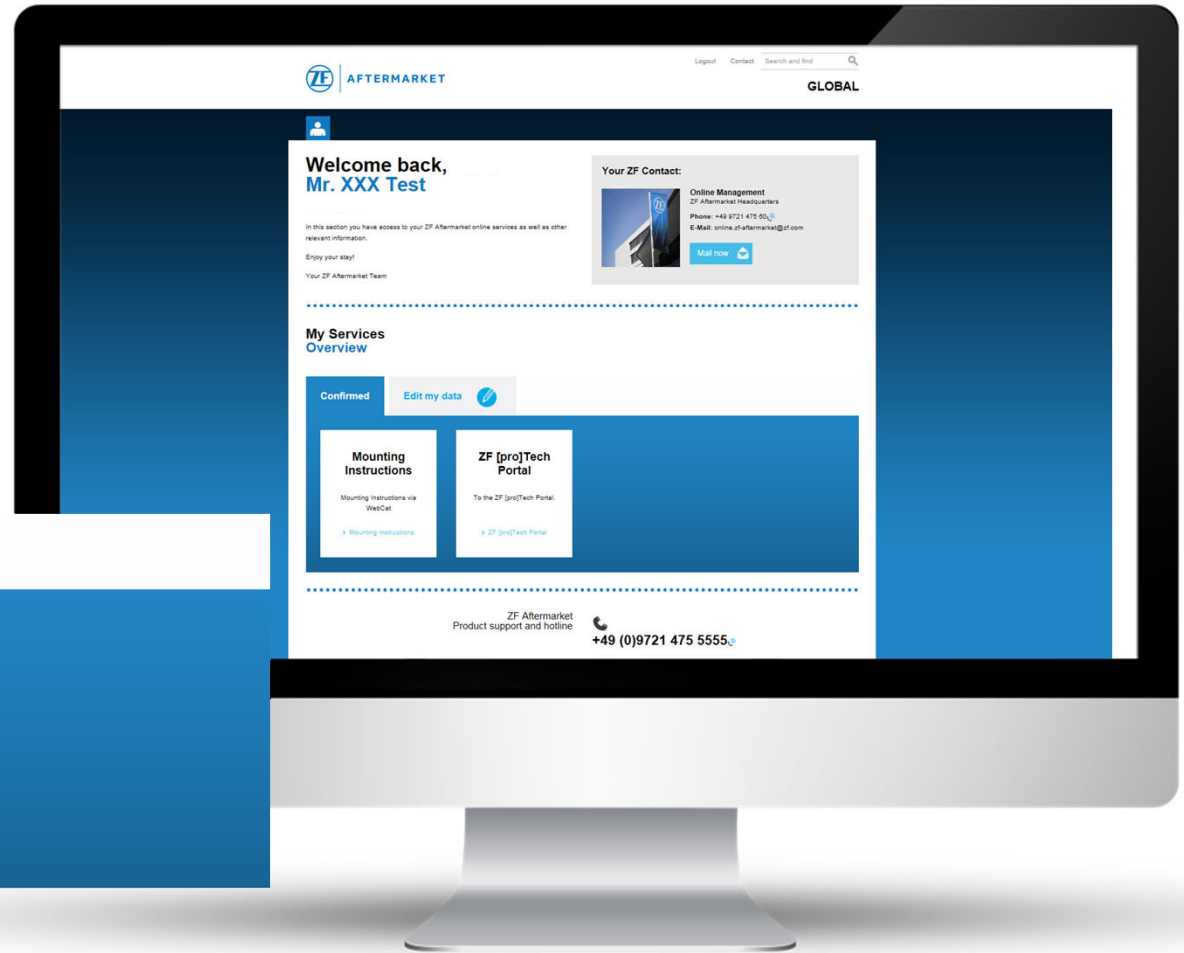 Logout Contact Search and find
ZF AFTERMARKET
GLOBAL
Welcome back,
Mr. XXX Test
In this section you have access to your ZF Aftermarket online services as well as other
relevant information.
Enjoy your stay!
Your ZF Aftermarket Team
Your ZF Contact:
ZF
Online Management
ZF Aftermarket Headquarters
Phone: +49 9721 475 60
E-Mail: online.zf-aftermarket@zf.com
Mail now
My Services
Overview
Confirmed Edit my data
Mounting
Instructions
Mounting Instructions via
WebCat
› Mounting Instructions
ZF [pro]Tech
Portal
To the ZF [pro]Tech Portal.
› ZF [pro]Tech Portal
ZF Aftermarket
Product support and hotline
+49 (0)9721 475 5555